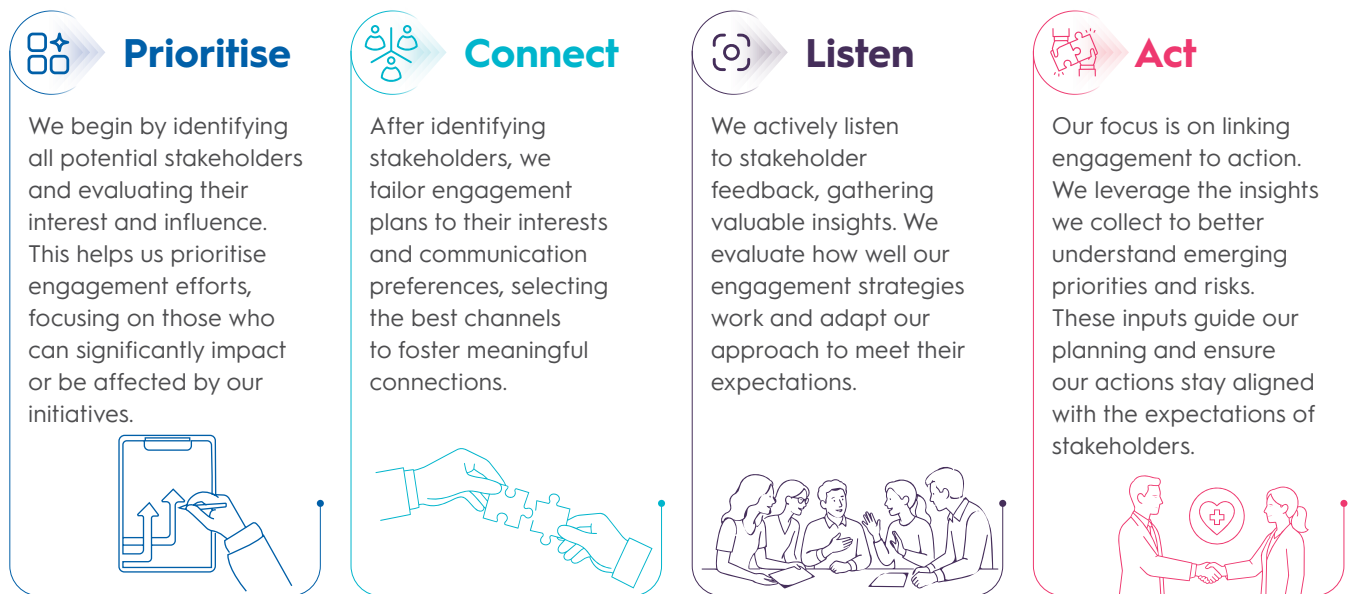 Prioritise
We begin by identifying
all potential stakeholders
and evaluating their
interest and influence.
This helps us prioritise
engagement efforts,
focusing on those who
can significantly impact
or be affected by our
initiatives.
Connect
After identifying
stakeholders, we
tailor engagement
plans to their interests
and communication
preferences, selecting
the best channels
to foster meaningful
connections.
Listen
We actively listen
to stakeholder
feedback, gathering
valuable insights. We
evaluate how well our
engagement strategies
work and adapt our
approach to meet their
expectations.
Act
Our focus is on linking
engagement to action.
We leverage the insights
we collect to better
understand emerging
priorities and risks.
These inputs guide our
planning and ensure
our actions stay aligned
with the expectations of
stakeholders.